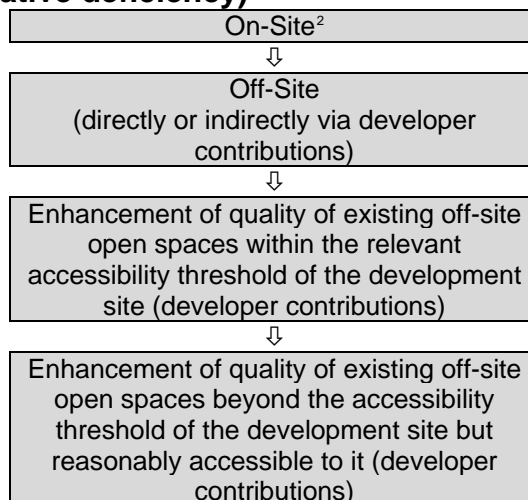 ative deficiency)
On-Site²
⇩
Off-Site
(directly or indirectly via developer
contributions)
⇩
Enhancement of quality of existing off-site
open spaces within the relevant
accessibility threshold of the development
site (developer contributions)
⇩
Enhancement of quality of existing off-site
open spaces beyond the accessibility
threshold of the development site but
reasonably accessible to it (developer
contributions)